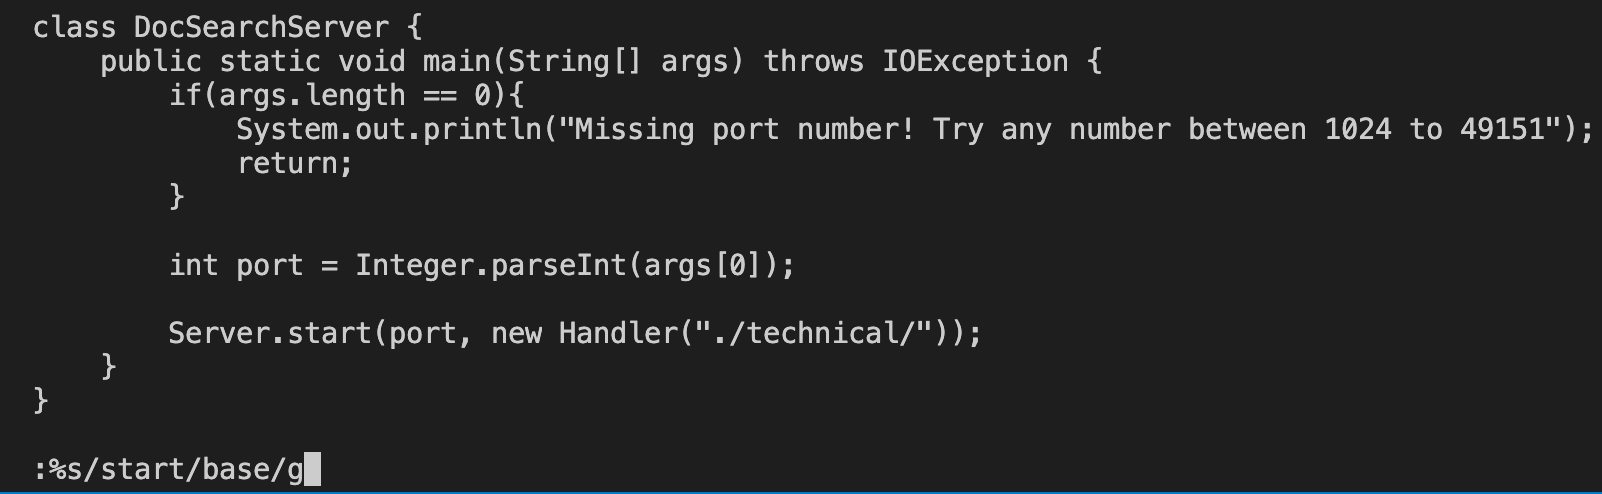 class DocSearchServer {
    public static void main(String[] args) throws IOException {
        if(args.length == 0){
            System.out.println("Missing port number! Try any number between 1024 to 49151");
            return;
        }

        int port = Integer.parseInt(args[0]);

        Server.start(port, new Handler("./technical/"));
    }
}

:%s/start/base/g